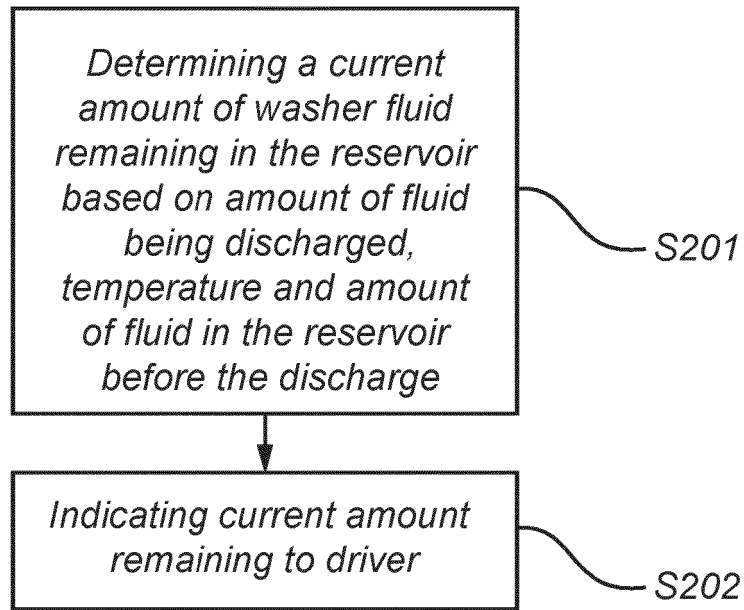 Determining a current
amount of washer fluid
remaining in the reservoir
based on amount of fluid
being discharged,
temperature and amount
of fluid in the reservoir
before the discharge
S201
Indicating current amount
remaining to driver
S202